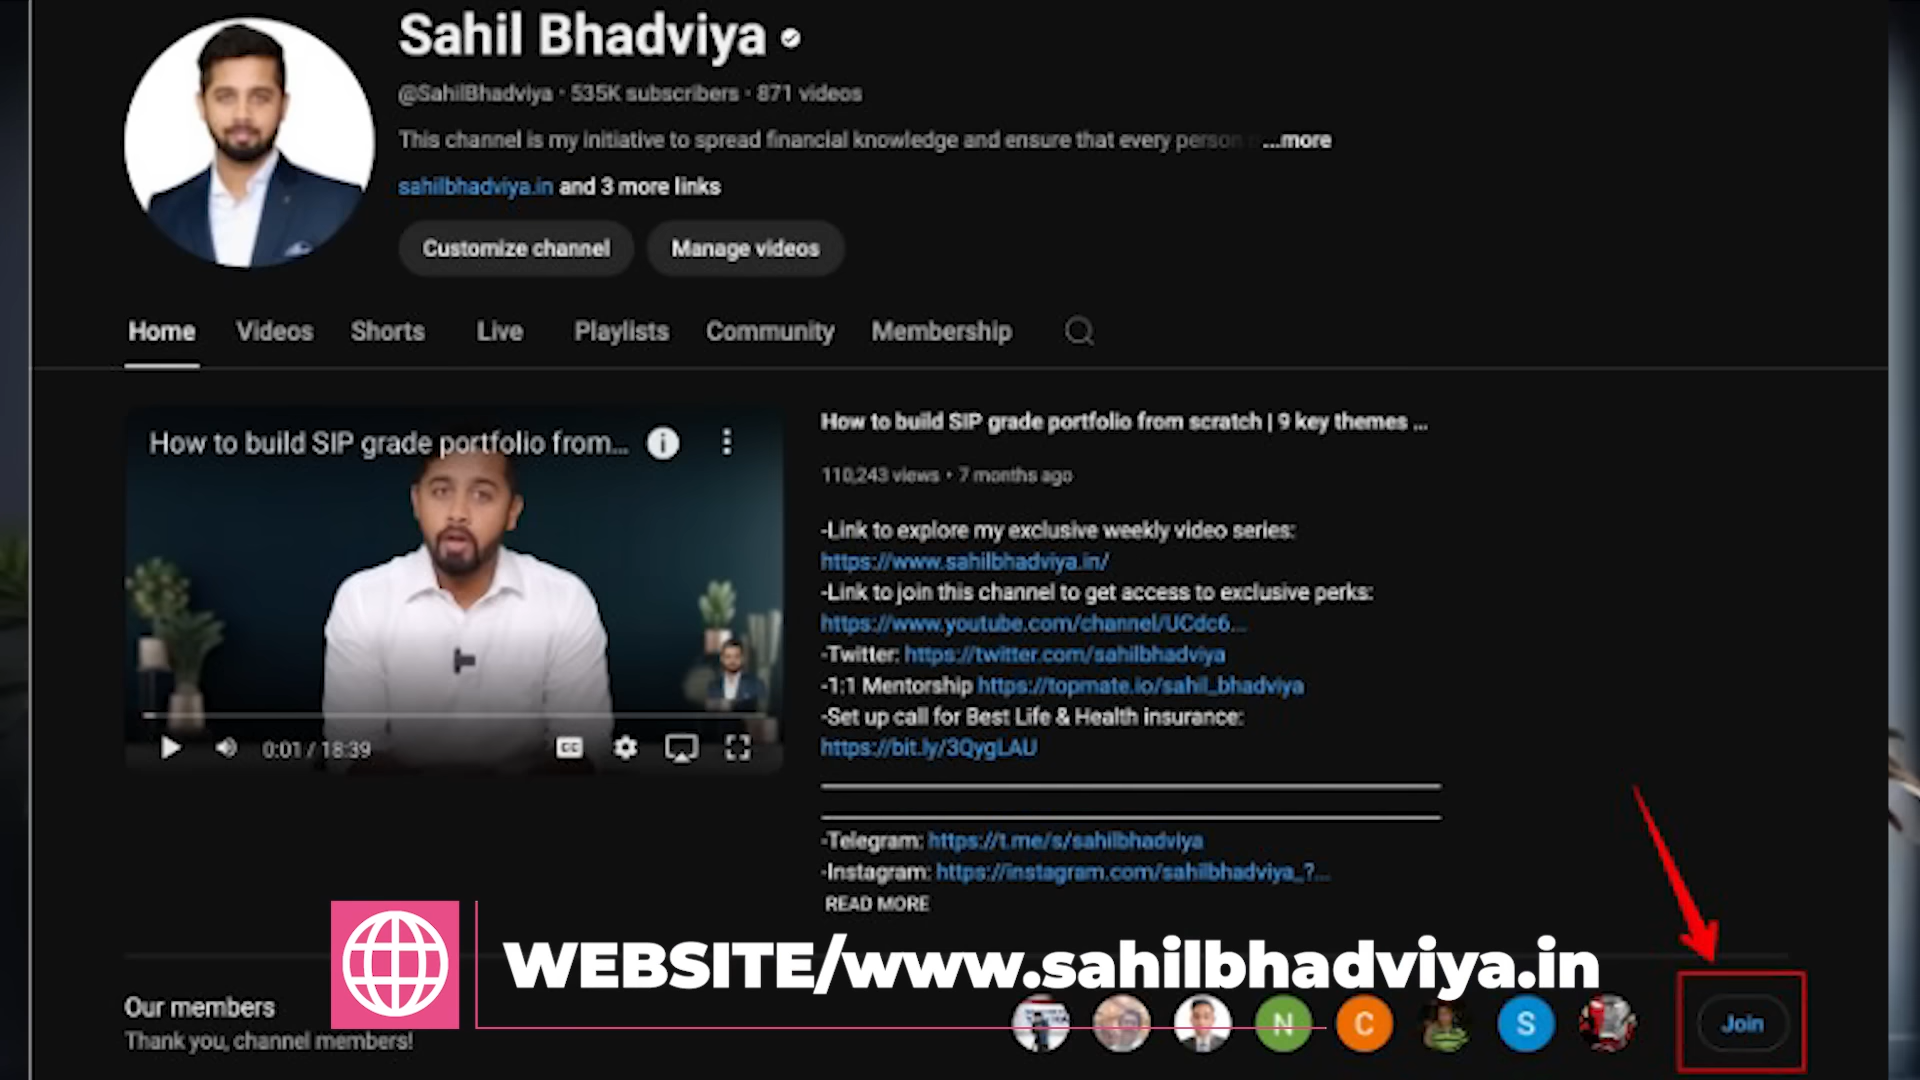 Sahil Bhadviya
@SahilBhadviya · 535K subscribers · 871 videos
This channel is my initiative to spread financial knowledge and ensure that every person ...more
sahilbhadviya.in and 3 more links
Customize channel Manage videos
Home Videos Shorts Live Playlists Community Membership
How to build SIP grade portfolio from...
0:01 / 18:39
CC
How to build SIP grade portfolio from scratch | 9 key themes ...
110,243 views · 7 months ago
-Link to explore my exclusive weekly video series:
https://www.sahilbhadviya.in/
-Link to join this channel to get access to exclusive perks:
https://www.youtube.com/channel/UCdc6...
-Twitter: https://twitter.com/sahilbhadviya
-1:1 Mentorship https://topmate.io/sahil_bhadviya
-Set up call for Best Life & Health insurance:
https://bit.ly/3QygLAU
-Telegram: https://t.me/s/sahilbhadviya
-Instagram: https://instagram.com/sahilbhadviya_?...
READ MORE
WEBSITE/www.sahilbhadviya.in
Our members
Thank you, channel members!
N C S
Join